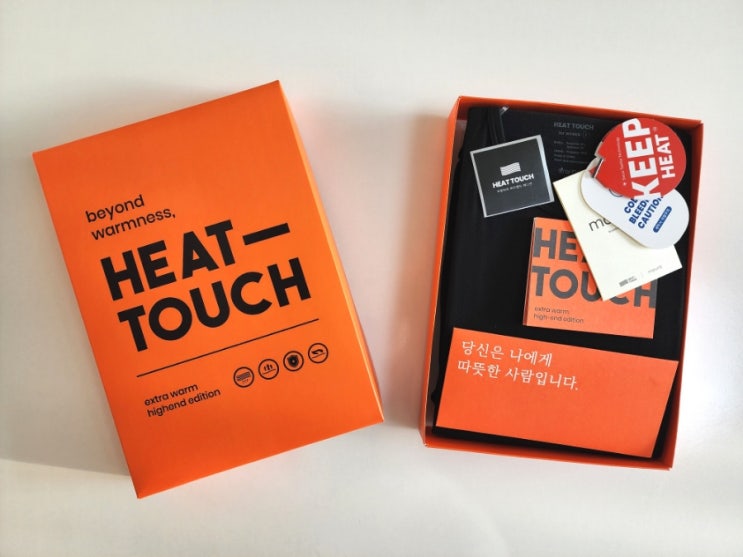 beyond
warmness,
HEAT—
TOUCH
extra warm
highend edition
HEAT TOUCH
HEAT TOUCH
KEEP
HEAT
BLEED
CAUTION
HEAT
TOUCH
extra warm
high-end edition
당신은 나에게
따뜻한 사람입니다.